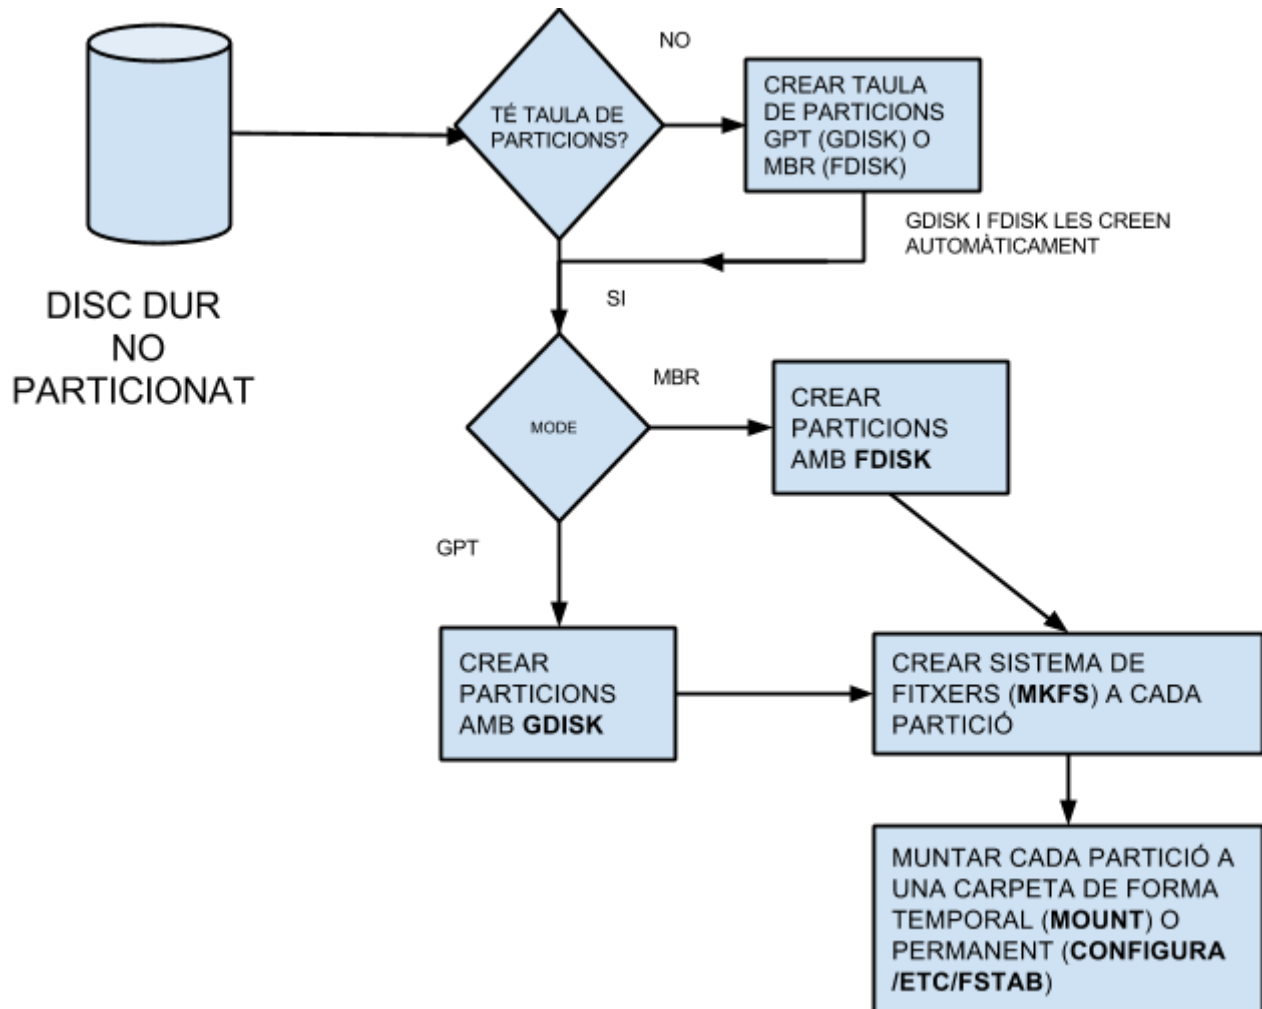 DISC DUR
NO
PARTICIONAT
TÉ TAULA DE
PARTICIONS?
NO
CREAR TAULA
DE PARTICIONS
GPT (GDISK) O
MBR (FDISK)
GDISK I FDISK LES CREEN
AUTOMÀTICAMENT
SI
MODE
MBR
CREAR
PARTICIONS
AMB FDISK
GPT
CREAR
PARTICIONS
AMB GDISK
CREAR SISTEMA DE
FITXERS (MKFS) A CADA
PARTICIÓ
MUNTAR CADA PARTICIÓ A
UNA CARPETA DE FORMA
TEMPORAL (MOUNT) O
PERMANENT (CONFIGURA
/ETC/FSTAB)